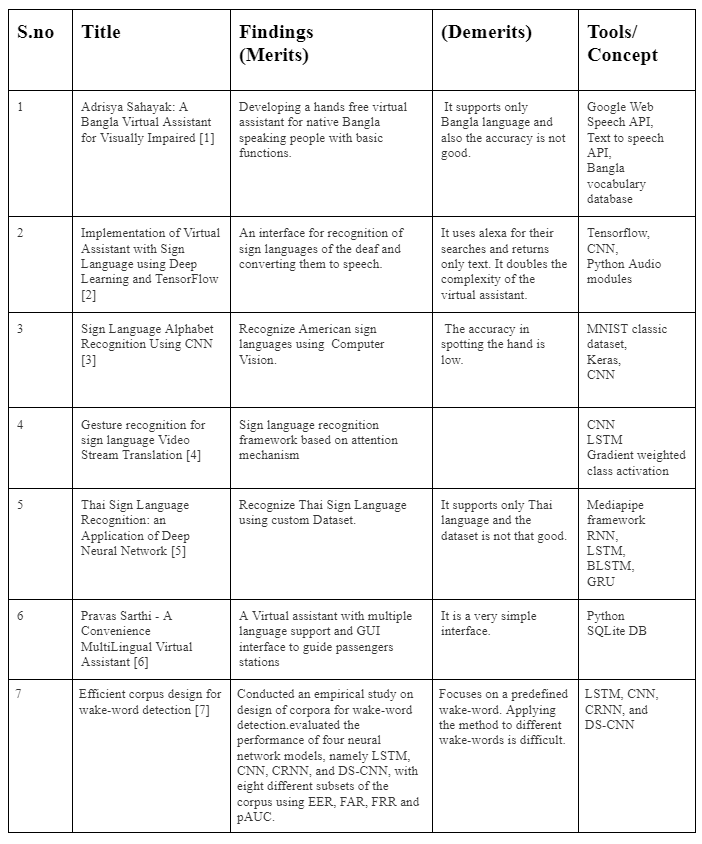 S.no
Title
Findings
(Merits)
(Demerits)
Tools/
Concept
1
Adrisya Sahayak: A
Bangla Virtual Assistant
for Visually Impaired [1]
Developing a hands free virtual
assistant for native Bangla
speaking people with basic
functions.
It supports only
Bangla language and
also the accuracy is not
good.
Google Web
Speech API,
Text to speech
API,
Bangla
vocabulary
database
2
Implementation of Virtual
Assistant with Sign
Language using Deep
Learning and TensorFlow
[2]
An interface for recognition of
sign languages of the deaf and
converting them to speech.
It uses alexa for their
searches and returns
only text. It doubles the
complexity of the
virtual assistant.
Tensorflow,
CNN,
Python Audio
modules
3
Sign Language Alphabet
Recognition Using CNN
[3]
Recognize American sign
languages using Computer
Vision.
The accuracy in
spotting the hand is
low.
MNIST classic
dataset,
Keras,
CNN
4
Gesture recognition for
sign language Video
Stream Translation [4]
Sign language recognition
framework based on attention
mechanism
CNN
LSTM
Gradient weighted
class activation
5
Thai Sign Language
Recognition: an
Application of Deep
Neural Network [5]
Recognize Thai Sign Language
using custom Dataset.
It supports only Thai
language and the
dataset is not that good.
Mediapipe
framework
RNN,
LSTM,
BLSTM,
GRU
6
Pravas Sarthi - A
Convenience
MultiLingual Virtual
Assistant [6]
A Virtual assistant with multiple
language support and GUI
interface to guide passengers
stations
It is a very simple
interface.
Python
SQLite DB
7
Efficient corpus design for
wake-word detection [7]
Conducted an empirical study on
design of corpora for wake-word
detection.evaluated the
performance of four neural
network models, namely LSTM,
CNN, CRNN, and DS-CNN, with
eight different subsets of the
corpus using EER, FAR, FRR and
pAUC.
Focuses on a predefined
wake-word. Applying
the method to different
wake-words is difficult.
LSTM, CNN,
CRNN, and
DS-CNN